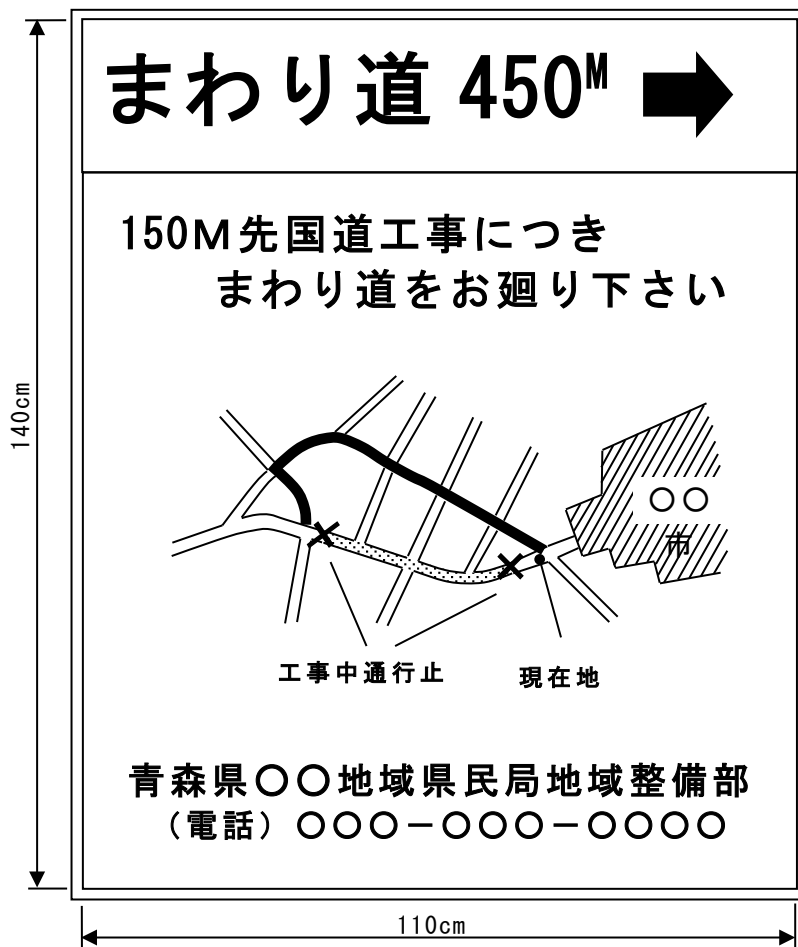 まわり道 450M
150M先国道工事につき
まわり道をお廻り下さい
140cm
○○
市
工事中通行止
現在地
青森県○○地域県民局地域整備部
(電話) ○○○－○○○－○○○○
110cm